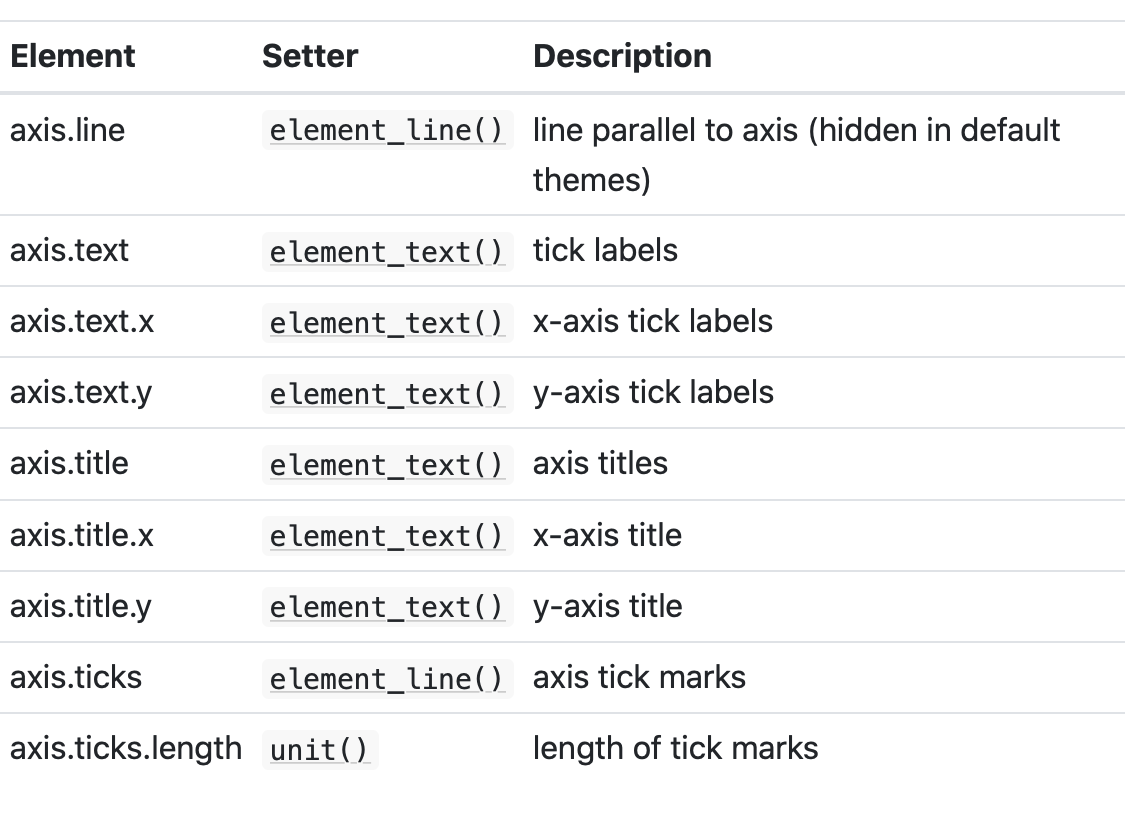 Element Setter Description
axis.line element_line() line parallel to axis (hidden in default
themes)
axis.text element_text() tick labels
axis.text.x element_text() x-axis tick labels
axis.text.y element_text() y-axis tick labels
axis.title element_text() axis titles
axis.title.x element_text() x-axis title
axis.title.y element_text() y-axis title
axis.ticks element_line() axis tick marks
axis.ticks.length unit() length of tick marks